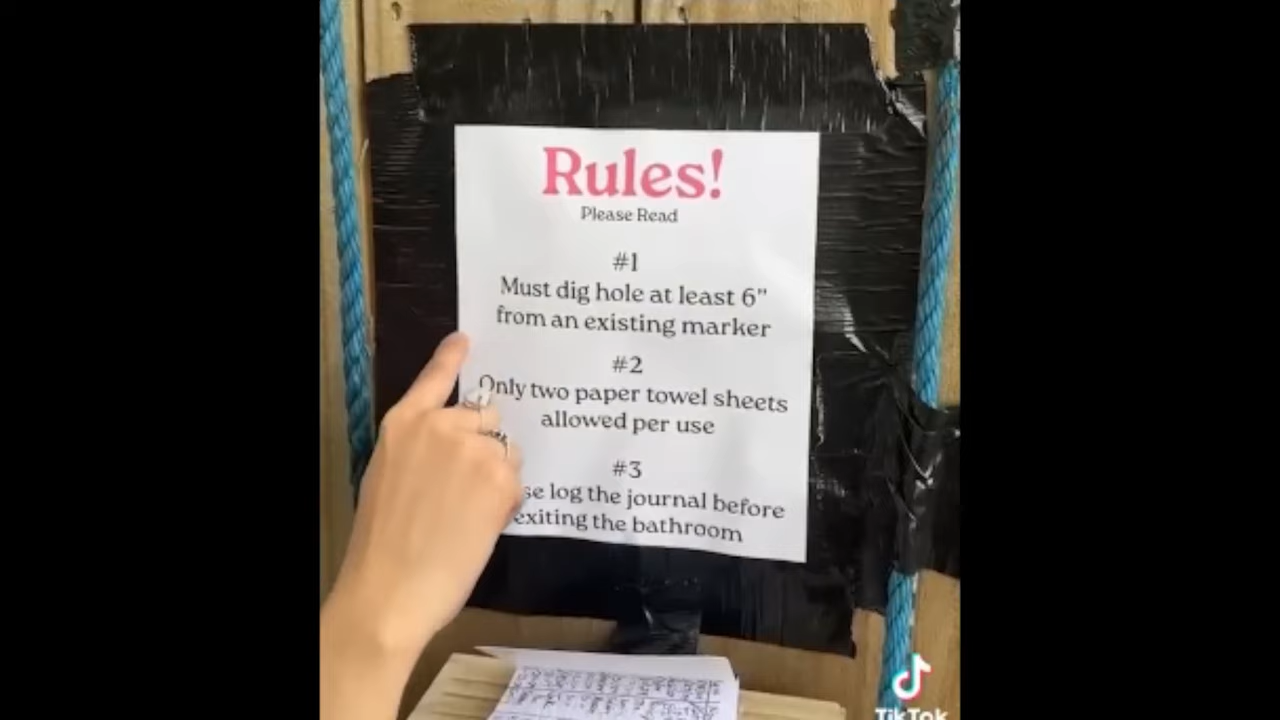 Rules!
Please Read
#1
Must dig hole at least 6"
from an existing marker
#2
Only two paper towel sheets
allowed per use
#3
se log the journal before
exiting the bathroom
TikTok